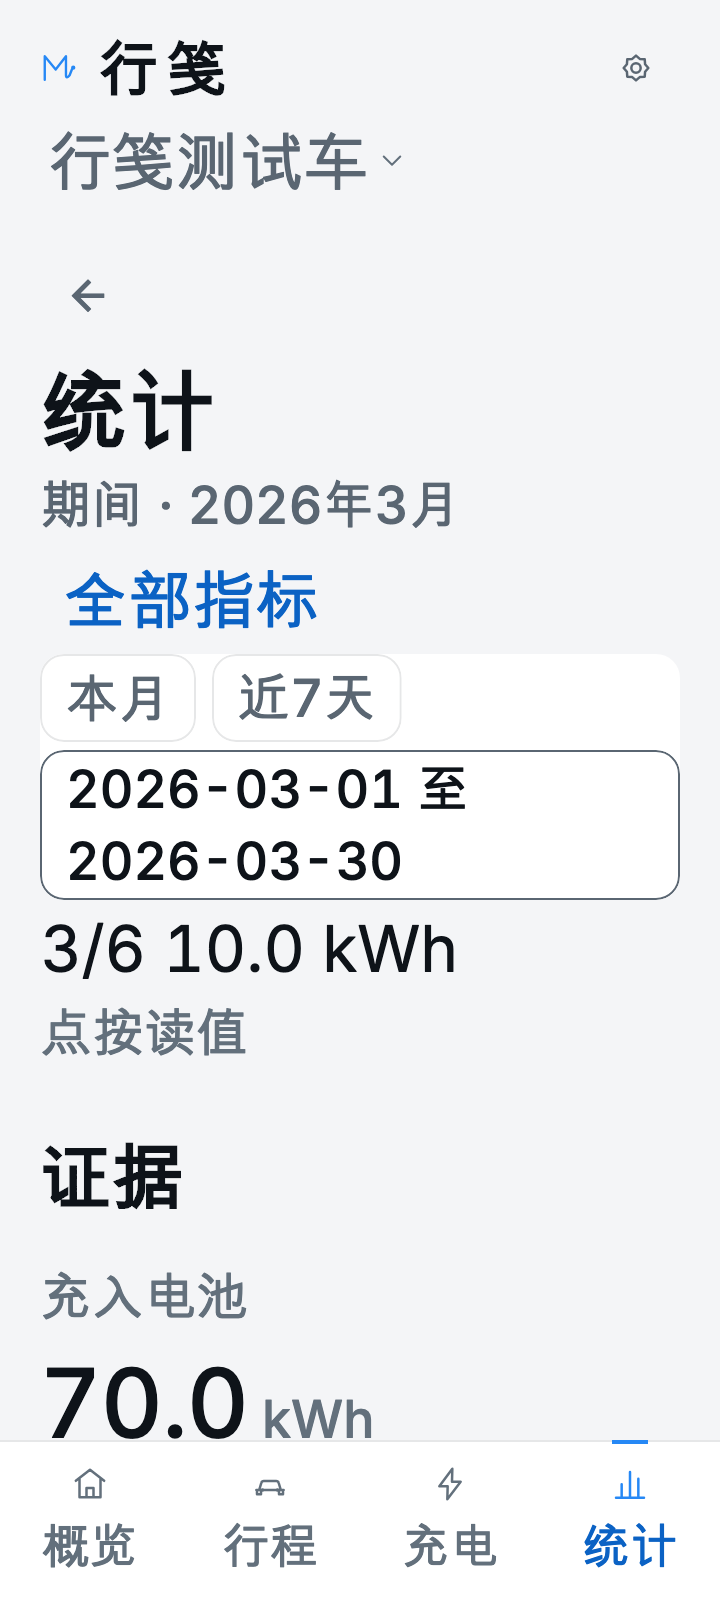 行笺
行笺测试车
统计
期间 · 2026年3月
全部指标
本月 近7天
2026-03-01 至
2026-03-30
3/6 10.0 kWh
点按读值
证据
充入电池
70.0 kWh
概览 行程 充电 统计